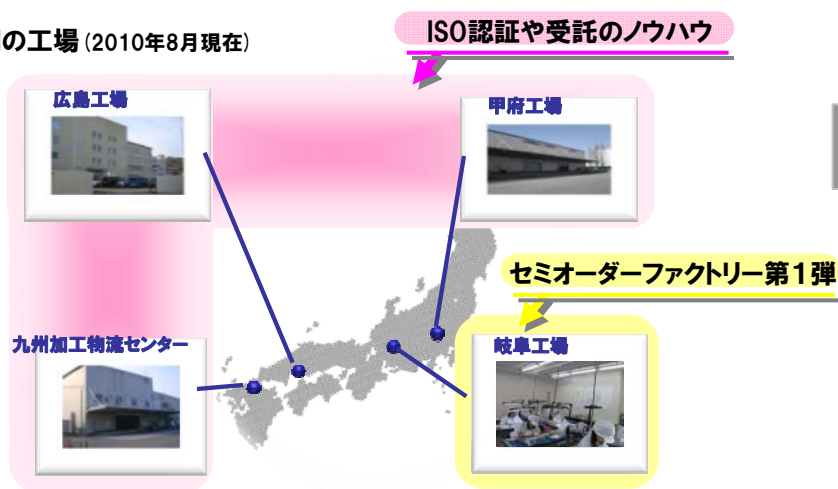 の工場(2010年8月現在)
ISO認証や受託のノウハウ
広島工場
甲府工場
セミオーダーファクトリー第１弾
九州加工物流センター
岐阜工場